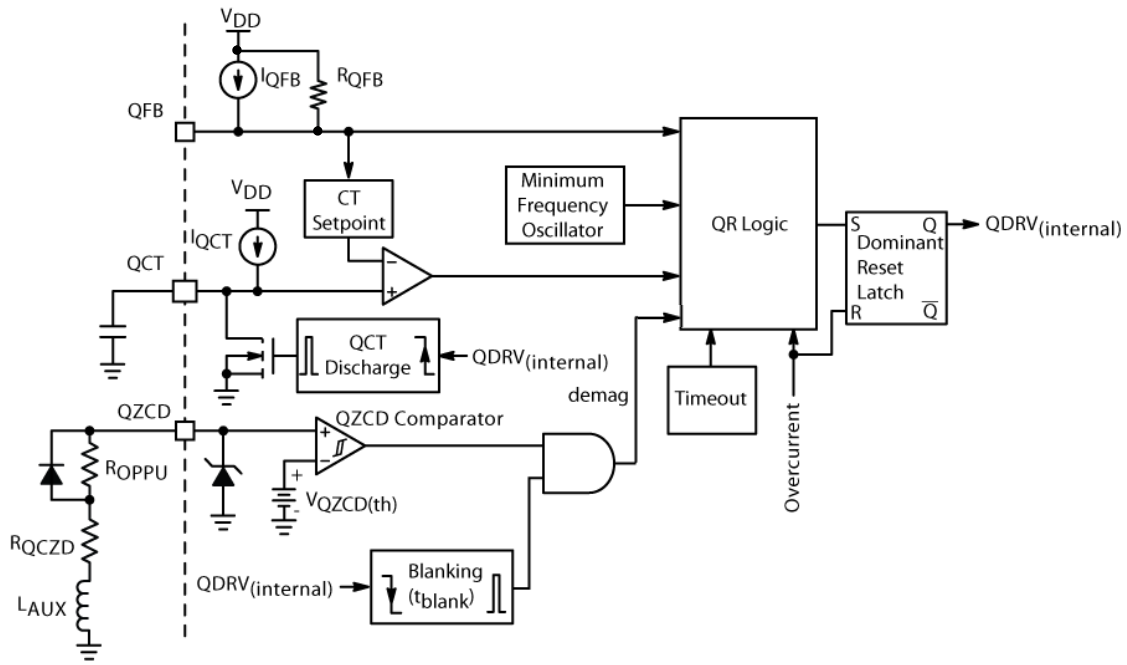 VDD
IQFB
RQFB
QFB
CT
Setpoint
VDD
IQCT
QCT
Minimum
Frequency
Oscillator
QR Logic
S
Q
Dominant
Reset
Latch
R
Q
QDRV(internal)
QCT
Discharge
QDRV(internal)
Timeout
Overcurrent
demag
QZCD
QZCD Comparator
+
-
+
-
+
-
VQZCD(th)
ROPPU
RQCZD
LAUX
QDRV(internal)
Blanking
(tblank)